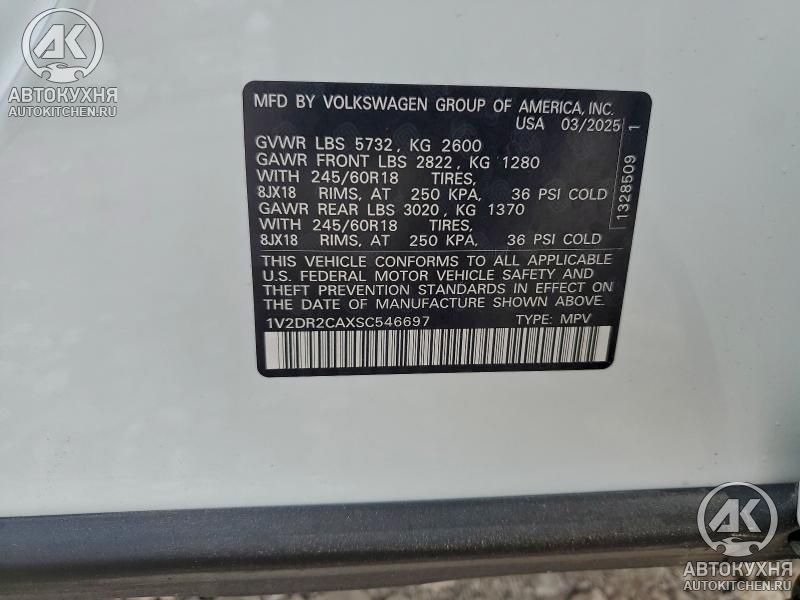 AK
АВТОКУХНЯ
AUTOKITCHEN.RU
MFD BY VOLKSWAGEN GROUP OF AMERICA, INC.
USA 03/2025
GVWR LBS 5732, KG 2600
GAWR FRONT LBS 2822, KG 1280
WITH 245/60R18 TIRES,
8JX18 RIMS, AT 250 KPA, 36 PSI COLD
GAWR REAR LBS 3020, KG 1370
WITH 245/60R18 TIRES,
8JX18 RIMS, AT 250 KPA, 36 PSI COLD
1328509 1
THIS VEHICLE CONFORMS TO ALL APPLICABLE
U.S. FEDERAL MOTOR VEHICLE SAFETY AND
THEFT PREVENTION STANDARDS IN EFFECT ON
THE DATE OF MANUFACTURE SHOWN ABOVE.
1V2DR2CAXSC546697 TYPE: MPV
AK
АВТОКУХНЯ
AUTOKITCHEN.RU